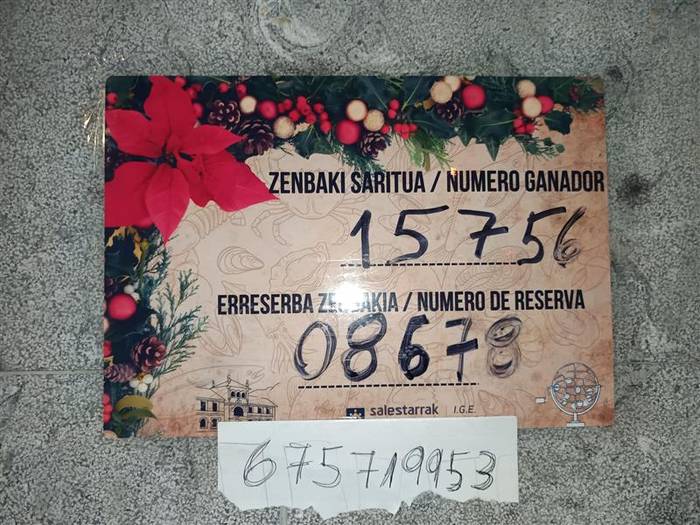 ZENBAKI SARITUA / NUMERO GANADOR
15756
ERRESERBA ZENBAKIA / NUMERO DE RESERVA
08678
salestarrak I.G.E.
675719953